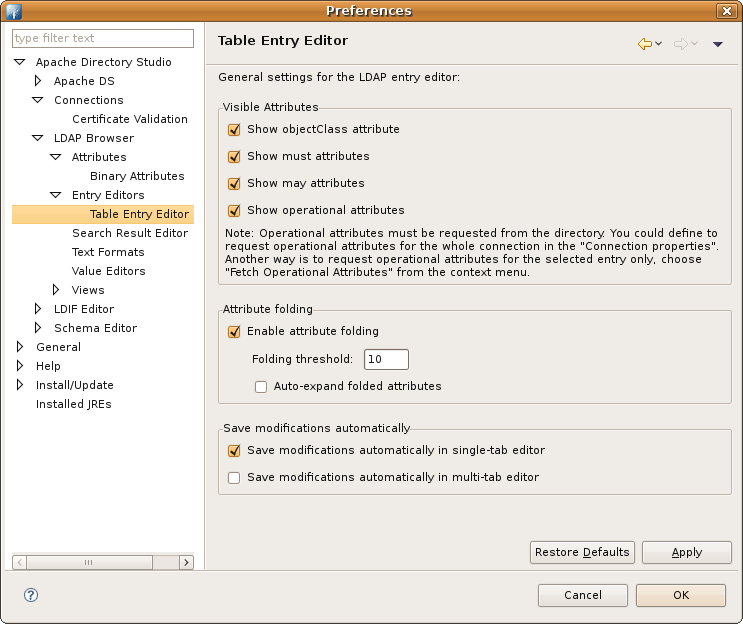 Preferences
type filter text
Apache Directory Studio
Apache DS
Connections
Certificate Validation
LDAP Browser
Attributes
Binary Attributes
Entry Editors
Table Entry Editor
Search Result Editor
Text Formats
Value Editors
Views
LDIF Editor
Schema Editor
General
Help
Install/Update
Installed JREs
Table Entry Editor
General settings for the LDAP entry editor:
Visible Attributes
Show objectClass attribute
Show must attributes
Show may attributes
Show operational attributes
Note: Operational attributes must be requested from the directory. You could define to
request operational attributes for the whole connection in the "Connection properties".
Another way is to request operational attributes for the selected entry only, choose
"Fetch Operational Attributes" from the context menu.
Attribute folding
Enable attribute folding
Folding threshold: 10
Auto-expand folded attributes
Save modifications automatically
Save modifications automatically in single-tab editor
Save modifications automatically in multi-tab editor
Restore Defaults Apply
? Cancel OK